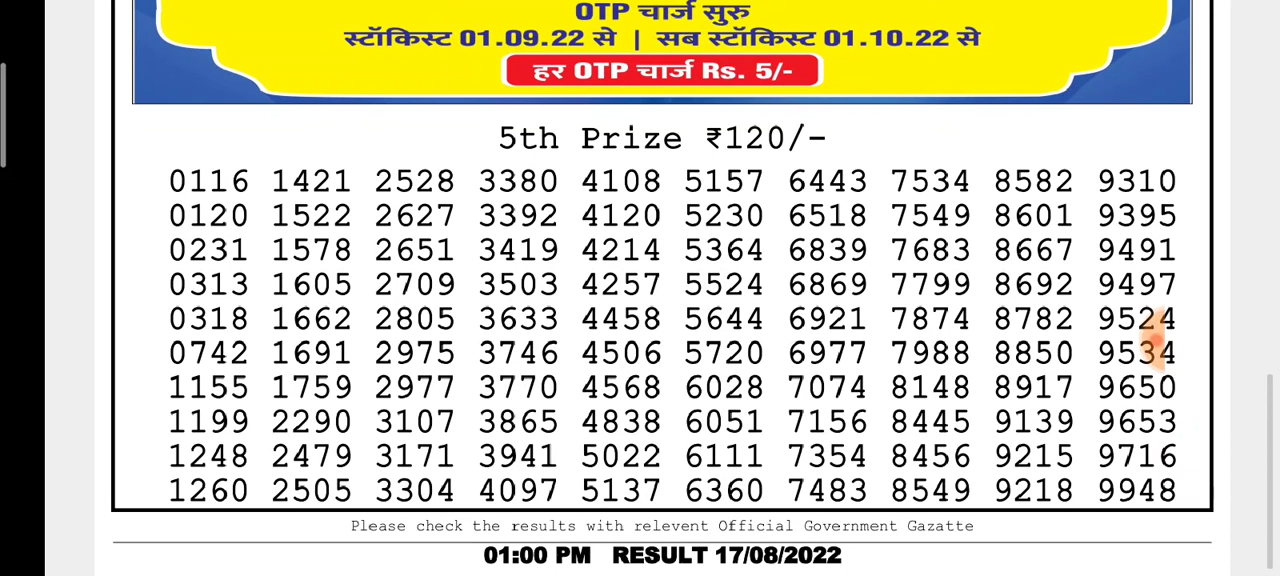 OTP चार्ज सुरु
स्टॉकिस्ट 01.09.22 से | सब स्टॉकिस्ट 01.10.22 से
हर OTP चार्ज Rs. 5/-
5th Prize ₹120/-
0116 1421 2528 3380 4108 5157 6443 7534 8582 9310
0120 1522 2627 3392 4120 5230 6518 7549 8601 9395
0231 1578 2651 3419 4214 5364 6839 7683 8667 9491
0313 1605 2709 3503 4257 5524 6869 7799 8692 9497
0318 1662 2805 3633 4458 5644 6921 7874 8782 9524
0742 1691 2975 3746 4506 5720 6977 7988 8850 9534
1155 1759 2977 3770 4568 6028 7074 8148 8917 9650
1199 2290 3107 3865 4838 6051 7156 8445 9139 9653
1248 2479 3171 3941 5022 6111 7354 8456 9215 9716
1260 2505 3304 4097 5137 6360 7483 8549 9218 9948
Please check the results with relevent Official Government Gazatte
01:00 PM RESULT 17/08/2022